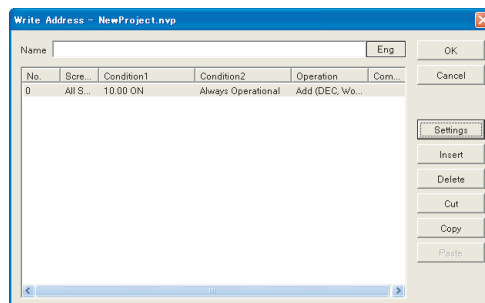 Write Address - NewProject.nvp
Name Eng OK
No. Scre... Condition1 Condition2 Operation Com... Cancel
0 All S... 10.00 ON Always Operational Add (DEC, Wo...
Settings
Insert
Delete
Cut
Copy
Paste